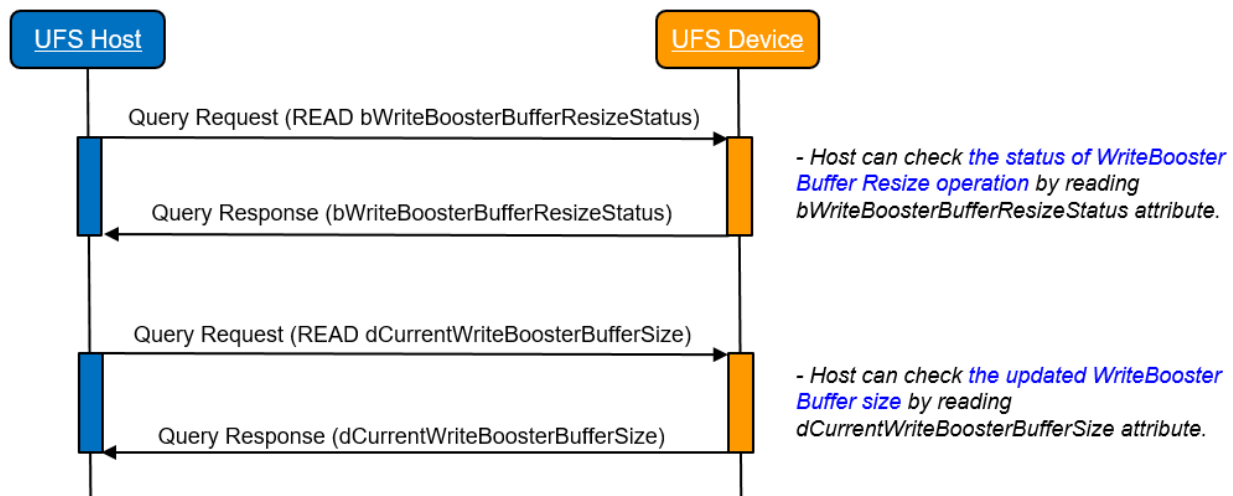 UFS Host
UFS Device
Query Request (READ bWriteBoosterBufferResizeStatus)
- Host can check the status of WriteBooster
Buffer Resize operation by reading
bWriteBoosterBufferResizeStatus attribute.
Query Response (bWriteBoosterBufferResizeStatus)
Query Request (READ dCurrentWriteBoosterBufferSize)
- Host can check the updated WriteBooster
Buffer size by reading
dCurrentWriteBoosterBufferSize attribute.
Query Response (dCurrentWriteBoosterBufferSize)